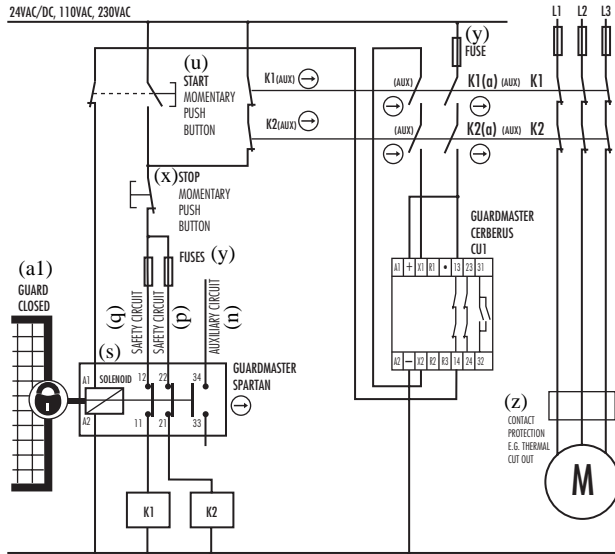 24VAC/DC, 110VAC, 230VAC
L1 L2 L3
(y)
FUSE
(u)
START
MOMENTARY
PUSH
BUTTON
K1(AUX)
(AUX)
K1(a) (AUX) K1
K2(AUX)
(AUX)
K2(a) (AUX) K2
(x) STOP
MOMENTARY
PUSH
BUTTON
GUARDMASTER
CERBERUS
CU1
FUSES (y)
A1 + X1 R1 • 13 23 31
A2 – X2 R2 R3 14 24 32
(a1)
GUARD
CLOSED
(q)
SAFETY CIRCUIT
SAFETY CIRCUIT
(p)
AUXILIARY CIRCUIT
(n)
(s)
GUARDMASTER
SPARTAN
A1 SOLENOID 12 22 34
A2 11 21 33
(z)
CONTACT
PROTECTION
E.G. THERMAL
CUT OUT
M
K1 K2